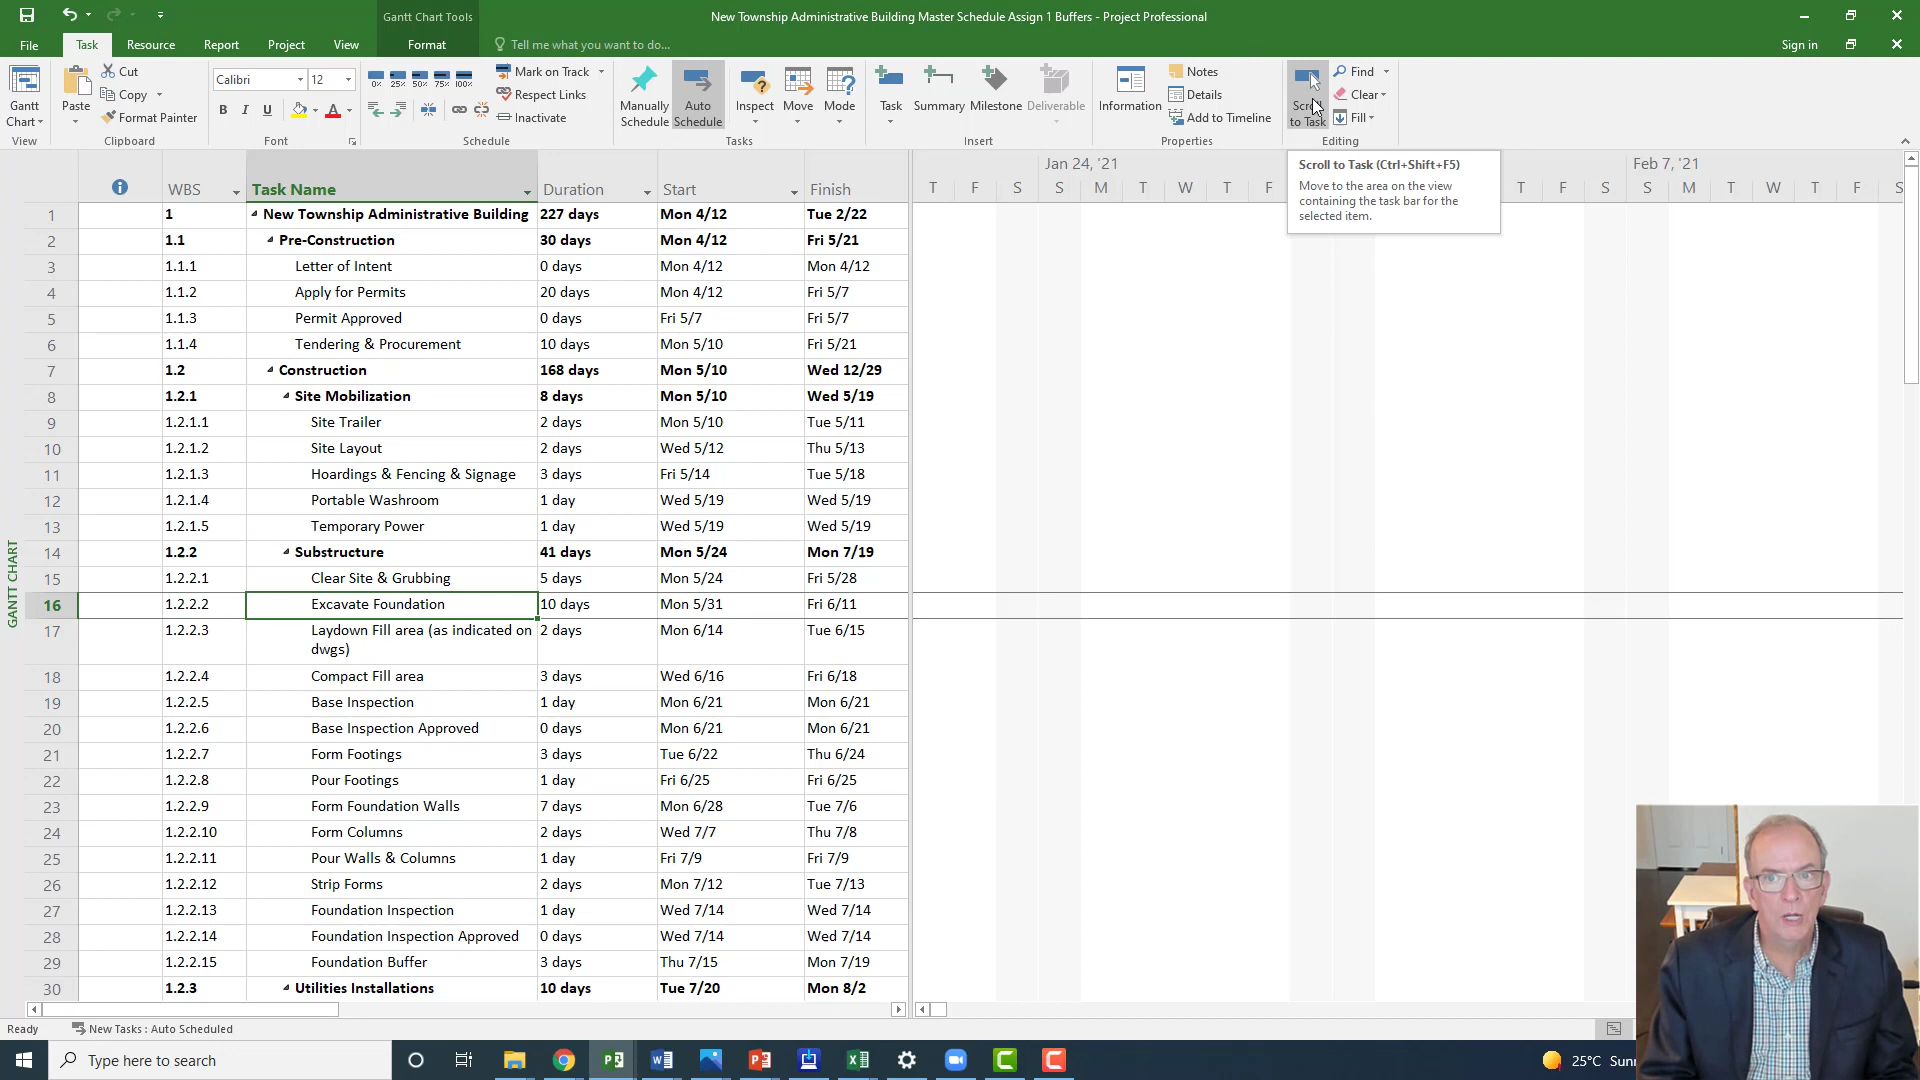 Gantt Chart Tools
New Township Administrative Building Master Schedule Assign 1 Buffers - Project Professional
File
Task
Resource
Report
Project
View
Format
Tell me what you want to do...
Sign in
Gantt
Chart
View
Paste
Cut
Copy
Format Painter
Clipboard
Calibri
12
B I U A
Font
0% 25% 50% 75% 100%
Mark on Track
Respect Links
Inactivate
Schedule
Manually
Schedule
Auto
Schedule
Inspect
Move
Mode
Tasks
Task
Summary
Milestone
Deliverable
Insert
Information
Notes
Details
Add to Timeline
Properties
Scroll
to Task
Find
Clear
Fill
Editing
Scroll to Task (Ctrl+Shift+F5)
Move to the area on the view
containing the task bar for the
selected item.
Jan 24, '21
Feb 7, '21
T F S S M T W T F
T F S S M T W T F S
WBS Task Name Duration Start Finish
1 1 New Township Administrative Building 227 days Mon 4/12 Tue 2/22
2 1.1 Pre-Construction 30 days Mon 4/12 Fri 5/21
3 1.1.1 Letter of Intent 0 days Mon 4/12 Mon 4/12
4 1.1.2 Apply for Permits 20 days Mon 4/12 Fri 5/7
5 1.1.3 Permit Approved 0 days Fri 5/7 Fri 5/7
6 1.1.4 Tendering & Procurement 10 days Mon 5/10 Fri 5/21
7 1.2 Construction 168 days Mon 5/10 Wed 12/29
8 1.2.1 Site Mobilization 8 days Mon 5/10 Wed 5/19
9 1.2.1.1 Site Trailer 2 days Mon 5/10 Tue 5/11
10 1.2.1.2 Site Layout 2 days Wed 5/12 Thu 5/13
11 1.2.1.3 Hoardings & Fencing & Signage 3 days Fri 5/14 Tue 5/18
12 1.2.1.4 Portable Washroom 1 day Wed 5/19 Wed 5/19
13 1.2.1.5 Temporary Power 1 day Wed 5/19 Wed 5/19
14 1.2.2 Substructure 41 days Mon 5/24 Mon 7/19
15 1.2.2.1 Clear Site & Grubbing 5 days Mon 5/24 Fri 5/28
16 1.2.2.2 Excavate Foundation 10 days Mon 5/31 Fri 6/11
17 1.2.2.3 Laydown Fill area (as indicated on 2 days Mon 6/14 Tue 6/15
dwgs)
18 1.2.2.4 Compact Fill area 3 days Wed 6/16 Fri 6/18
19 1.2.2.5 Base Inspection 1 day Mon 6/21 Mon 6/21
20 1.2.2.6 Base Inspection Approved 0 days Mon 6/21 Mon 6/21
21 1.2.2.7 Form Footings 3 days Tue 6/22 Thu 6/24
22 1.2.2.8 Pour Footings 1 day Fri 6/25 Fri 6/25
23 1.2.2.9 Form Foundation Walls 7 days Mon 6/28 Tue 7/6
24 1.2.2.10 Form Columns 2 days Wed 7/7 Thu 7/8
25 1.2.2.11 Pour Walls & Columns 1 day Fri 7/9 Fri 7/9
26 1.2.2.12 Strip Forms 2 days Mon 7/12 Tue 7/13
27 1.2.2.13 Foundation Inspection 1 day Wed 7/14 Wed 7/14
28 1.2.2.14 Foundation Inspection Approved 0 days Wed 7/14 Wed 7/14
29 1.2.2.15 Foundation Buffer 3 days Thu 7/15 Mon 7/19
30 1.2.3 Utilities Installations 10 days Tue 7/20 Mon 8/2
GANTT CHART
Ready
New Tasks : Auto Scheduled
Type here to search
25°C